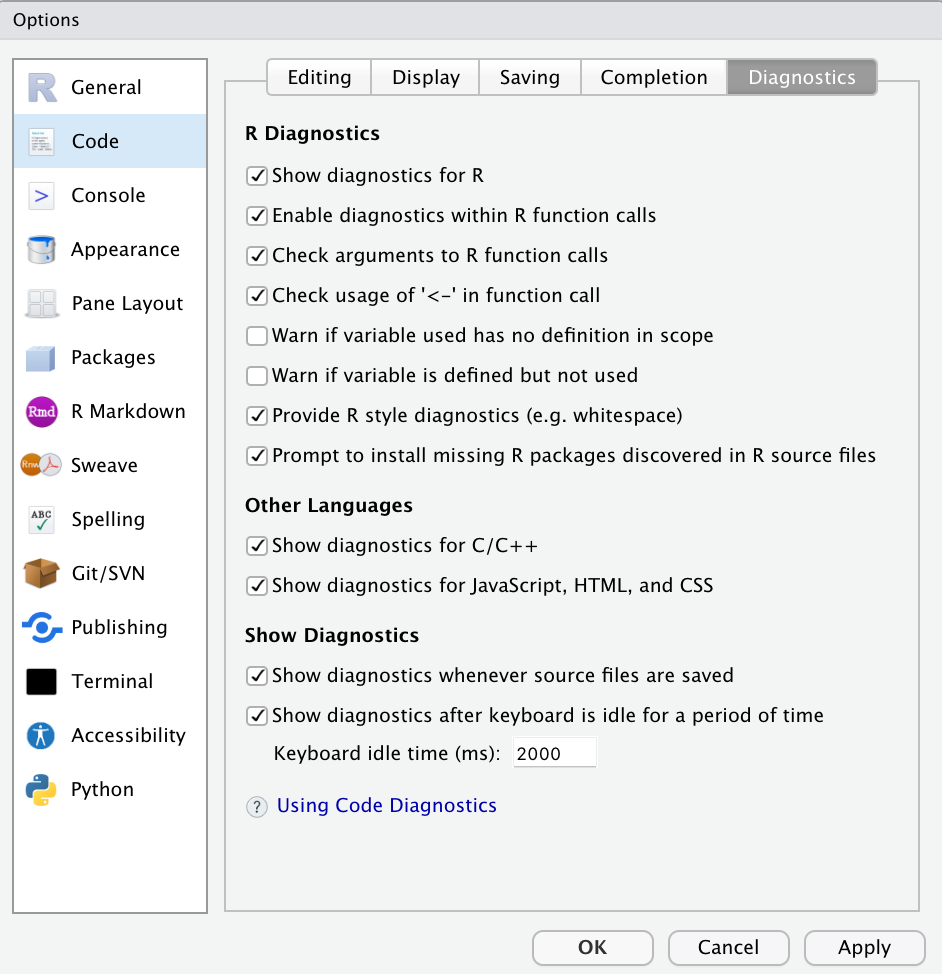 Options
General
Code
Console
Appearance
Pane Layout
Packages
Rmd R Markdown
Rnw Sweave
ABC Spelling
Git/SVN
Publishing
Terminal
Accessibility
Python
Editing Display Saving Completion Diagnostics
R Diagnostics
Show diagnostics for R
Enable diagnostics within R function calls
Check arguments to R function calls
Check usage of '<-' in function call
Warn if variable used has no definition in scope
Warn if variable is defined but not used
Provide R style diagnostics (e.g. whitespace)
Prompt to install missing R packages discovered in R source files
Other Languages
Show diagnostics for C/C++
Show diagnostics for JavaScript, HTML, and CSS
Show Diagnostics
Show diagnostics whenever source files are saved
Show diagnostics after keyboard is idle for a period of time
Keyboard idle time (ms): 2000
? Using Code Diagnostics
OK Cancel Apply